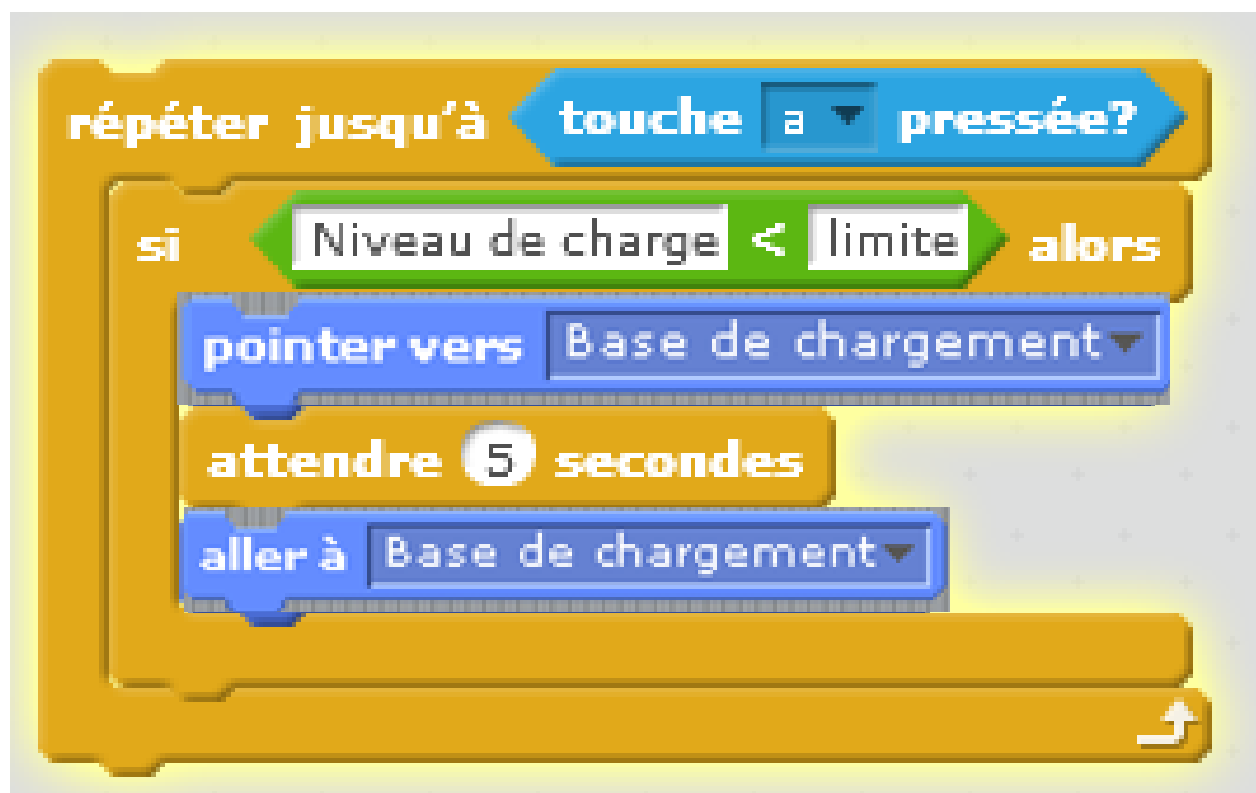 répéter jusqu'à touche a pressée?
si Niveau de charge < limite alors
pointer vers Base de chargement
attendre 5 secondes
aller à Base de chargement